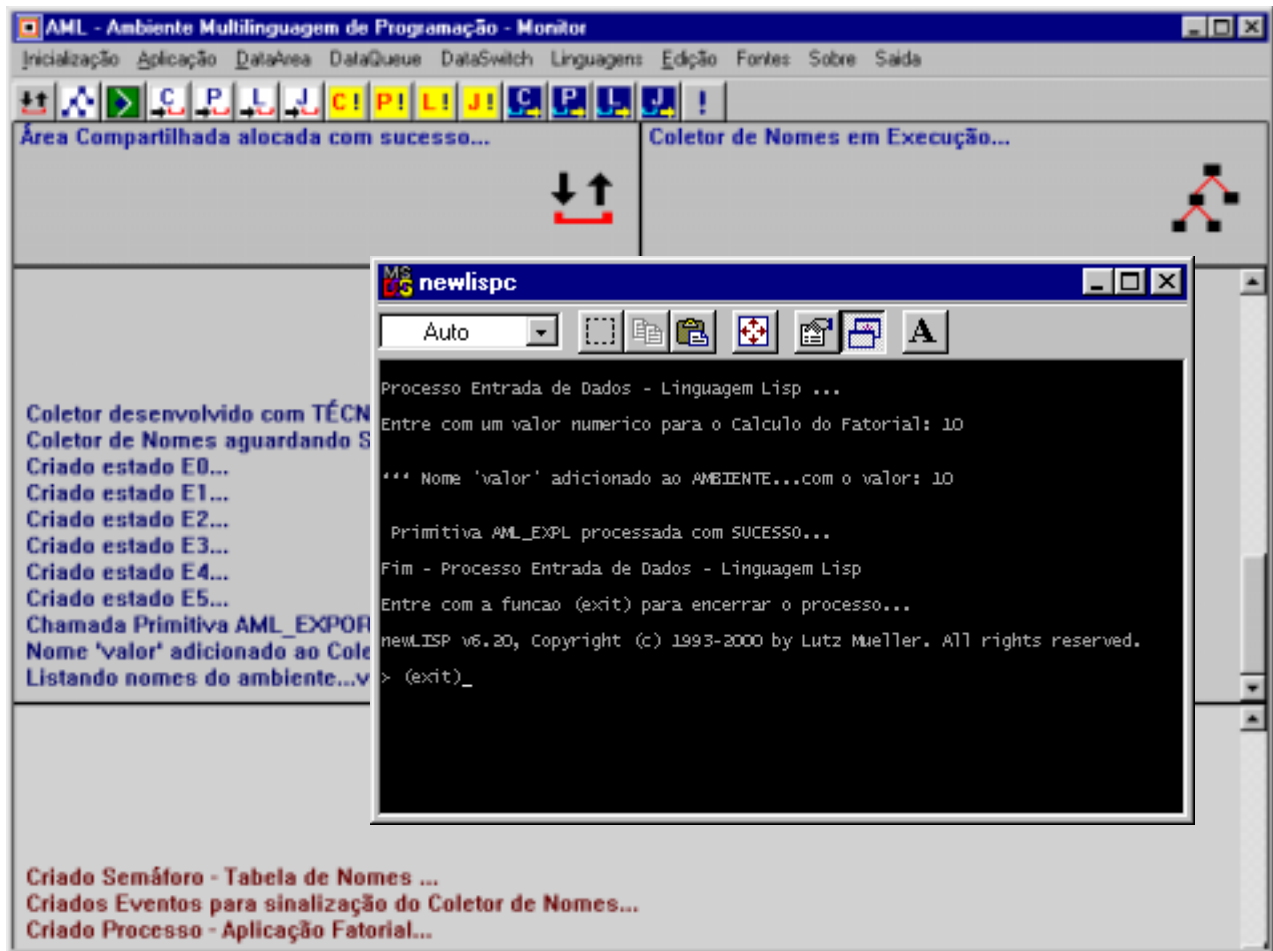 AML - Ambiente Multilinguagem de Programação - Monitor
Inicialização Aplicação DataArea DataQueue DataSwitch Linguagens Edição Fontes Sobre Saida
C P L J C! P! L! J! C P L J !
Área Compartilhada alocada com sucesso...
Coletor de Nomes em Execução...
MS DOS newlispc
Auto A
Processo Entrada de Dados - Linguagem Lisp ...
Entre com um valor numerico para o Calculo do Fatorial: 10
*** Nome 'valor' adicionado ao AMBIENTE...com o valor: 10
Primitiva AML_EXPL processada com SUCESSO...
Fim - Processo Entrada de Dados - Linguagem Lisp
Entre com a funcao (exit) para encerrar o processo...
newLISP v6.20, Copyright (c) 1993-2000 by Lutz Mueller. All rights reserved.
> (exit)_
Coletor desenvolvido com TÉCN
Coletor de Nomes aguardando S
Criado estado E0...
Criado estado E1...
Criado estado E2...
Criado estado E3...
Criado estado E4...
Criado estado E5...
Chamada Primitiva AML_EXPOR
Nome 'valor' adicionado ao Cole
Listando nomes do ambiente...v
Criado Semáforo - Tabela de Nomes ...
Criados Eventos para sinalização do Coletor de Nomes...
Criado Processo - Aplicação Fatorial...